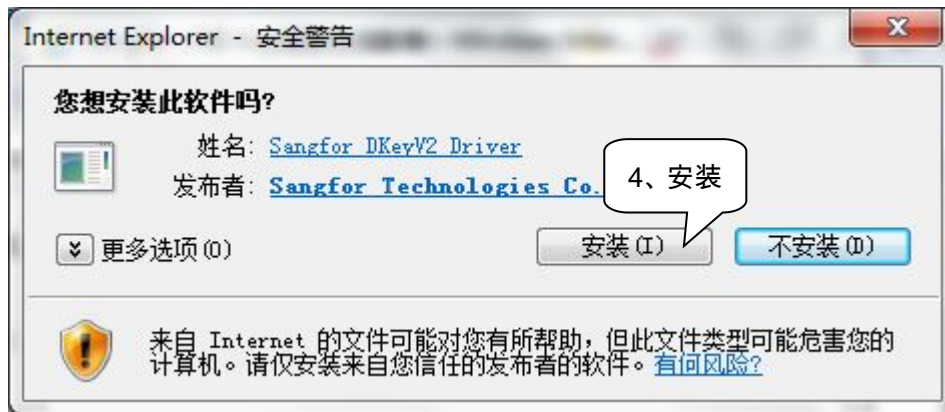 Internet Explorer - 安全警告
您想安装此软件吗?
姓名: Sangfor DKeyV2 Driver
发布者: Sangfor Technologies Co.
4、安装
更多选项(O)
安装(I)
不安装(D)
来自 Internet 的文件可能对您有所帮助，但此文件类型可能危害您的
计算机。请仅安装来自您信任的发布者的软件。有何风险?